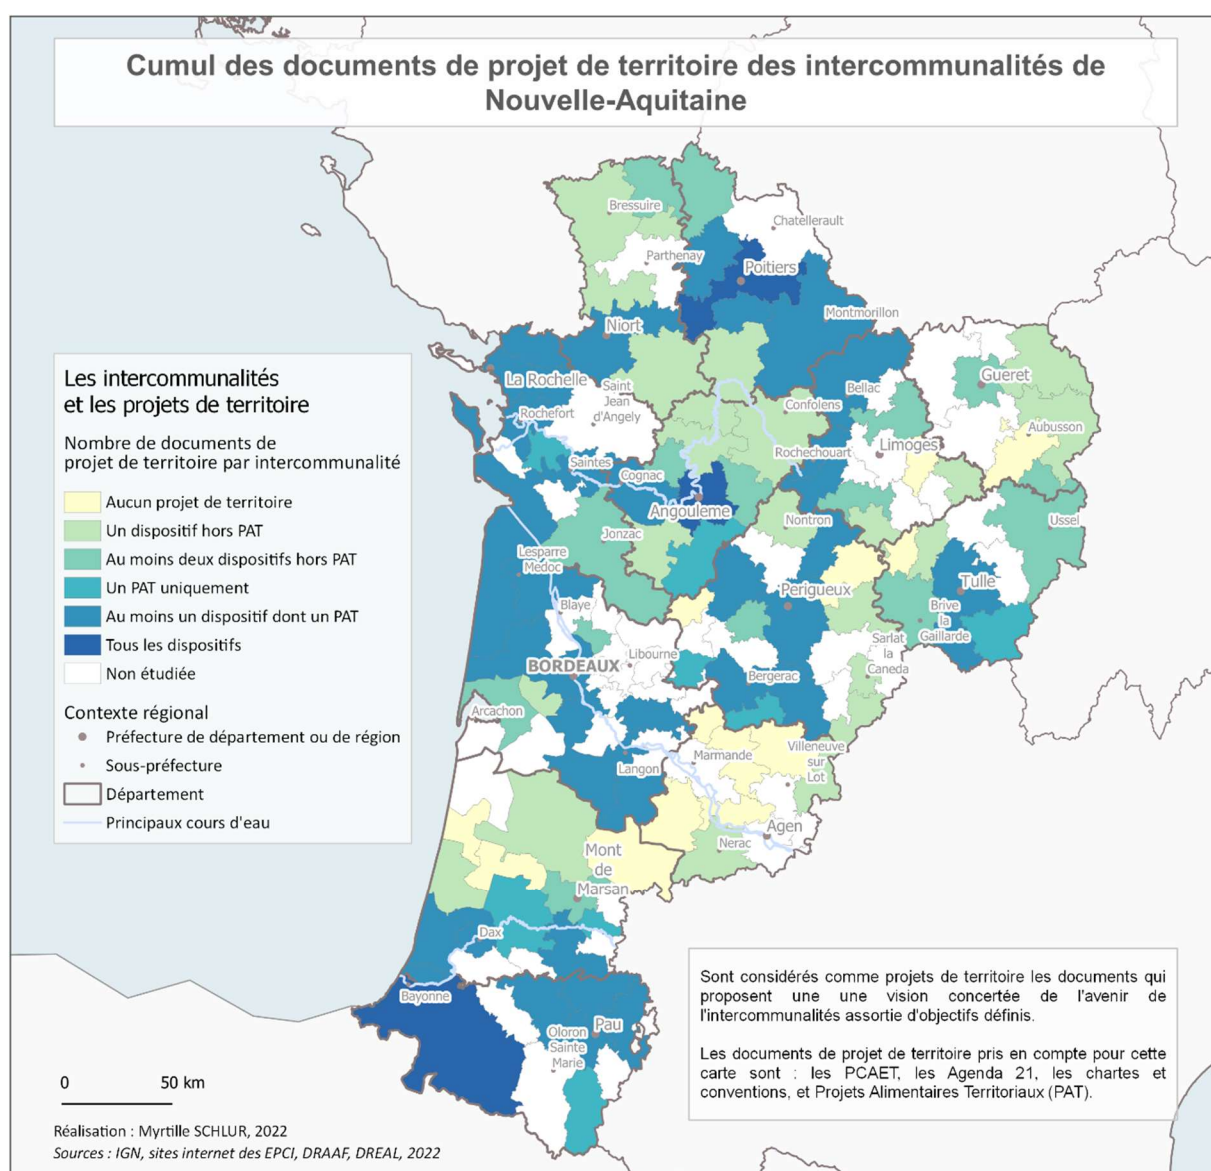 Cumul des documents de projet de territoire des intercommunalités de
Nouvelle-Aquitaine
Bressuire
Chatellerault
Parthenay
Poitiers
Niort
Montmorillon
Les intercommunalités
et les projets de territoire
Nombre de documents de
projet de territoire par intercommunalité
Aucun projet de territoire
Un dispositif hors PAT
Au moins deux dispositifs hors PAT
Un PAT uniquement
Au moins un dispositif dont un PAT
Tous les dispositifs
Non étudiée
Contexte régional
Préfecture de département ou de région
Sous-préfecture
Département
Principaux cours d'eau
La Rochelle
Saint
Jean
d'Angely
Rochefort
Bellac
Gueret
Confolens
Aubusson
Limoges
Rochechouart
Saintes
Cognac
Angouleme
Nontron
Ussel
Jonzac
Lesparre
Medoc
Perigueux
Tulle
Blaye
Brive
la
Gaillarde
Libourne
BORDEAUX
Sarlat
la
Caneda
Bergerac
Arcachon
Marmande
Villeneuve
sur
Lot
Langon
Agen
Nerac
Mont
de
Marsan
Dax
Bayonne
Pau
Oloron
Sainte
Marie
Sont considérés comme projets de territoire les documents qui
proposent une une vision concertée de l'avenir de
l'intercommunalités assortie d'objectifs définis.
Les documents de projet de territoire pris en compte pour cette
carte sont : les PCAET, les Agenda 21, les chartes et
conventions, et Projets Alimentaires Territoriaux (PAT).
0 50 km
Réalisation : Myrtille SCHLUR, 2022
Sources : IGN, sites internet des EPCI, DRAAF, DREAL, 2022